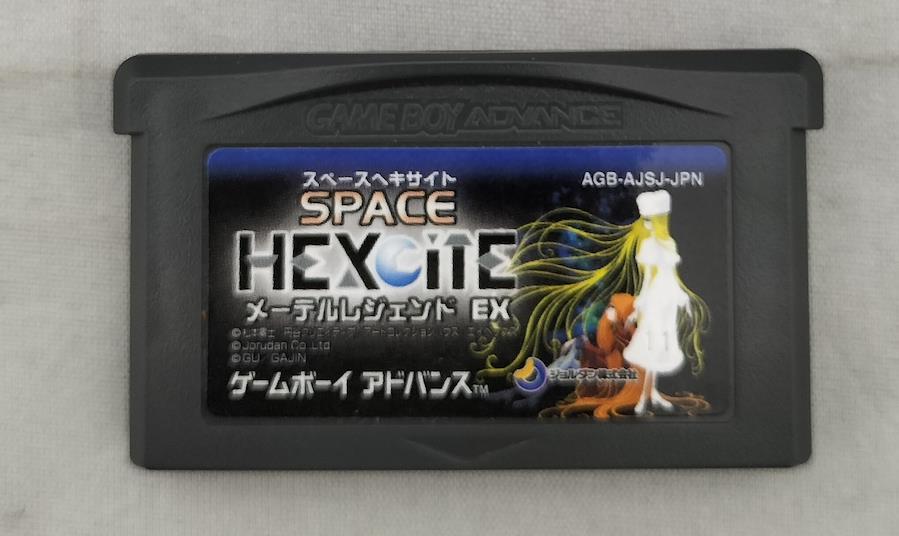 GAME BOY ADVANCE
スペースヘキサイト
AGB-AJSJ-JPN
SPACE
HEXCITE
メーテルレジェンド EX
©Jorudan Co.,Ltd
©GU/GAJIN
ジョルダン株式会社
ゲームボーイ アドバンス™